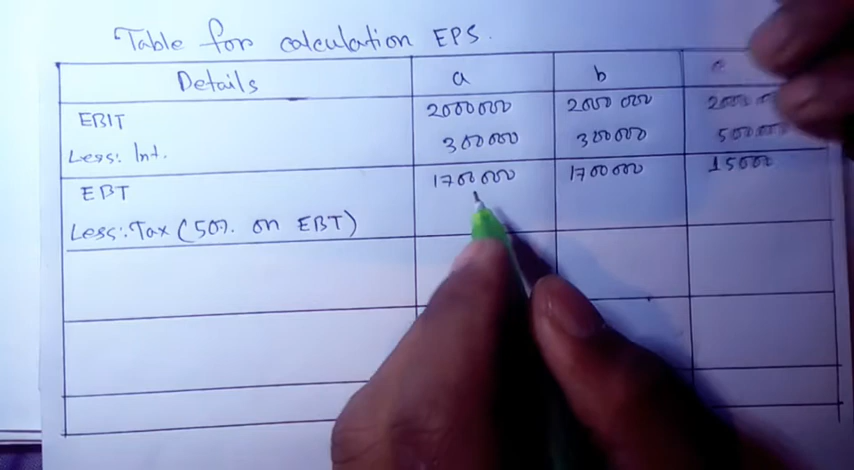 Table for calculation EPS.
Details a b c
EBIT 2000000 2000000
Less: Int. 300000 300000
EBT 1700000 1700000 15000
Less: Tax (50% on EBT)